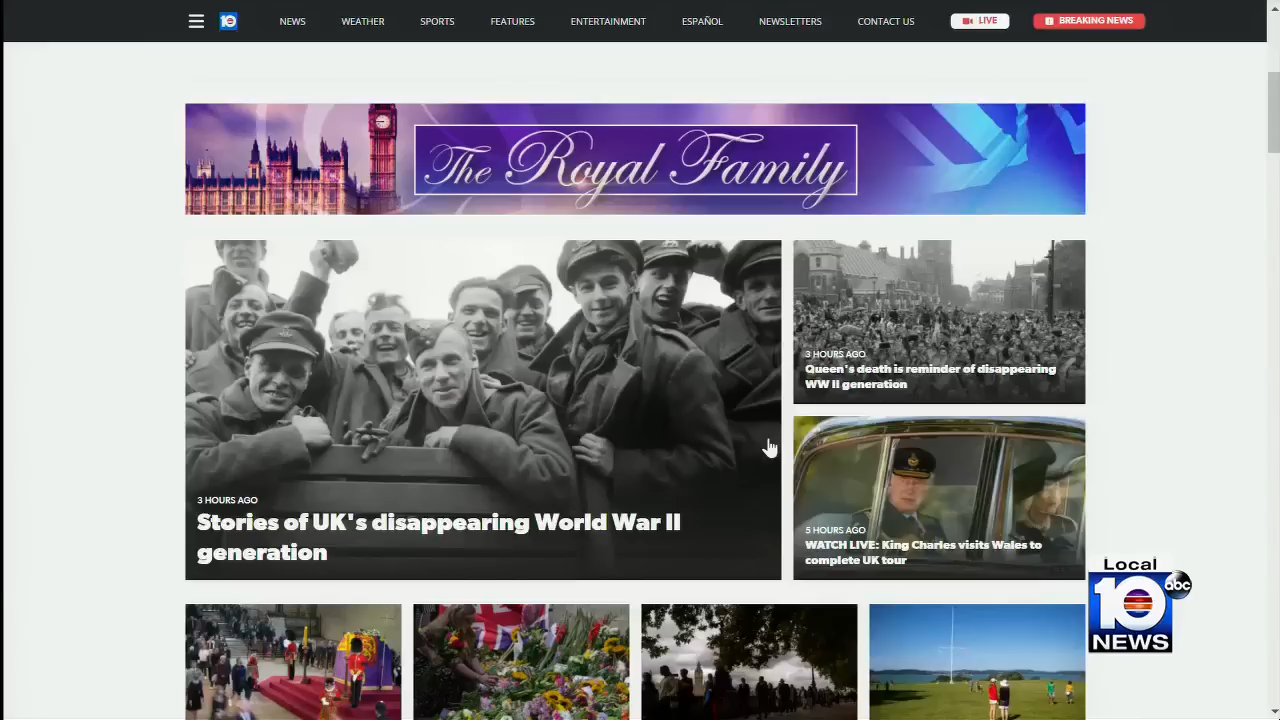 10 NEWS WEATHER SPORTS FEATURES ENTERTAINMENT ESPAÑOL NEWSLETTERS CONTACT US LIVE BREAKING NEWS
The Royal Family
3 HOURS AGO
Stories of UK's disappearing World War II
generation
3 HOURS AGO
Queen's death is reminder of disappearing
WW II generation
5 HOURS AGO
WATCH LIVE: King Charles visits Wales to
complete UK tour
Local
10 abc
NEWS